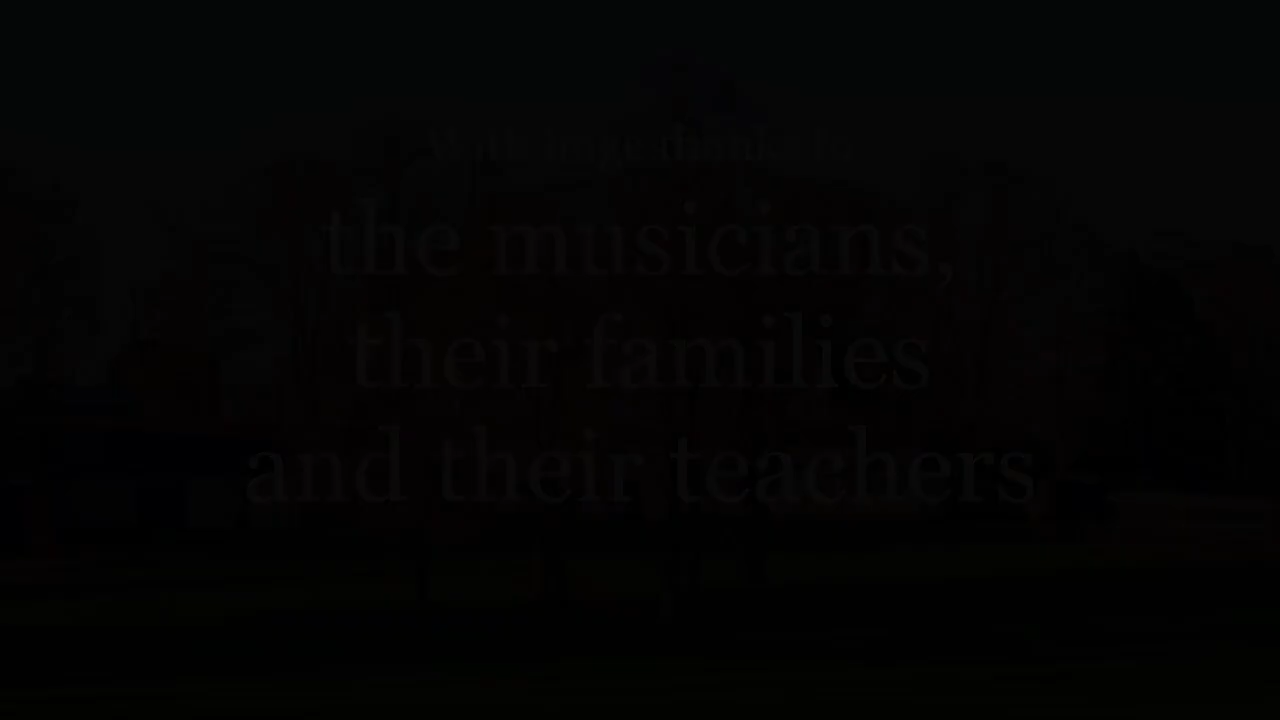 With huge thanks to
the musicians,
their families
and their teachers